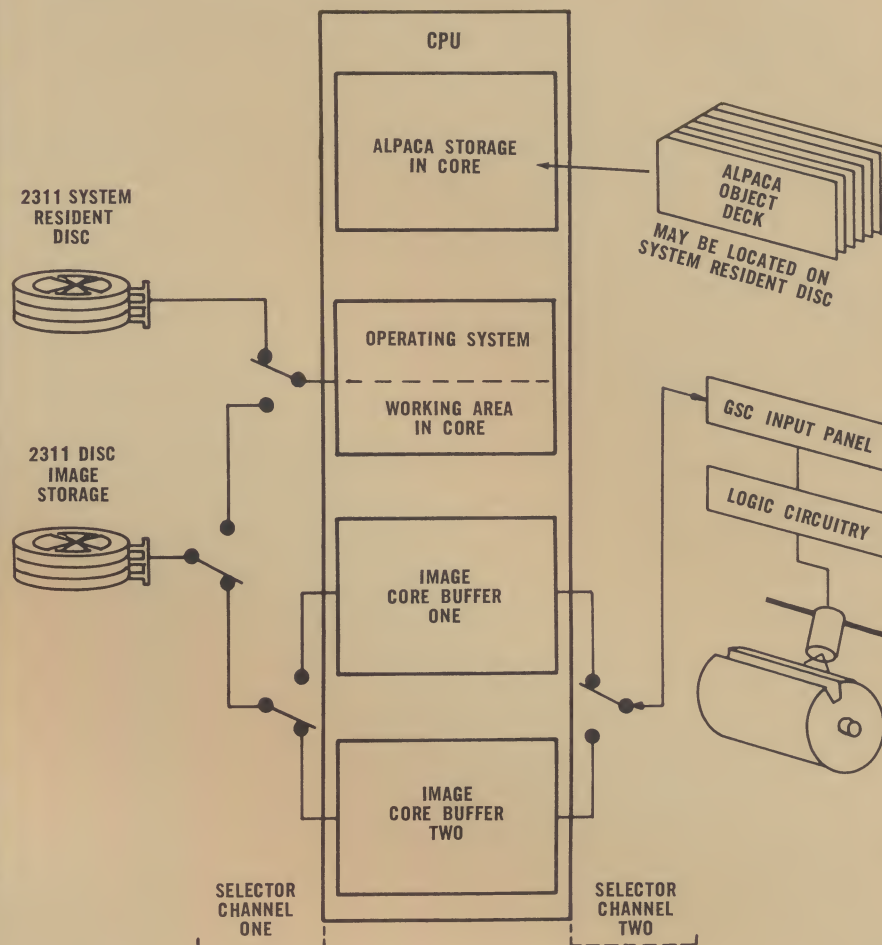 CPU
ALPACA STORAGE
IN CORE
ALPACA
OBJECT
DECK
MAY BE LOCATED ON
SYSTEM RESIDENT DISC
2311 SYSTEM
RESIDENT
DISC
OPERATING SYSTEM
WORKING AREA
IN CORE
GSC INPUT PANEL
LOGIC CIRCUITRY
2311 DISC
IMAGE
STORAGE
IMAGE
CORE BUFFER
ONE
IMAGE
CORE BUFFER
TWO
SELECTOR
CHANNEL
ONE
SELECTOR
CHANNEL
TWO